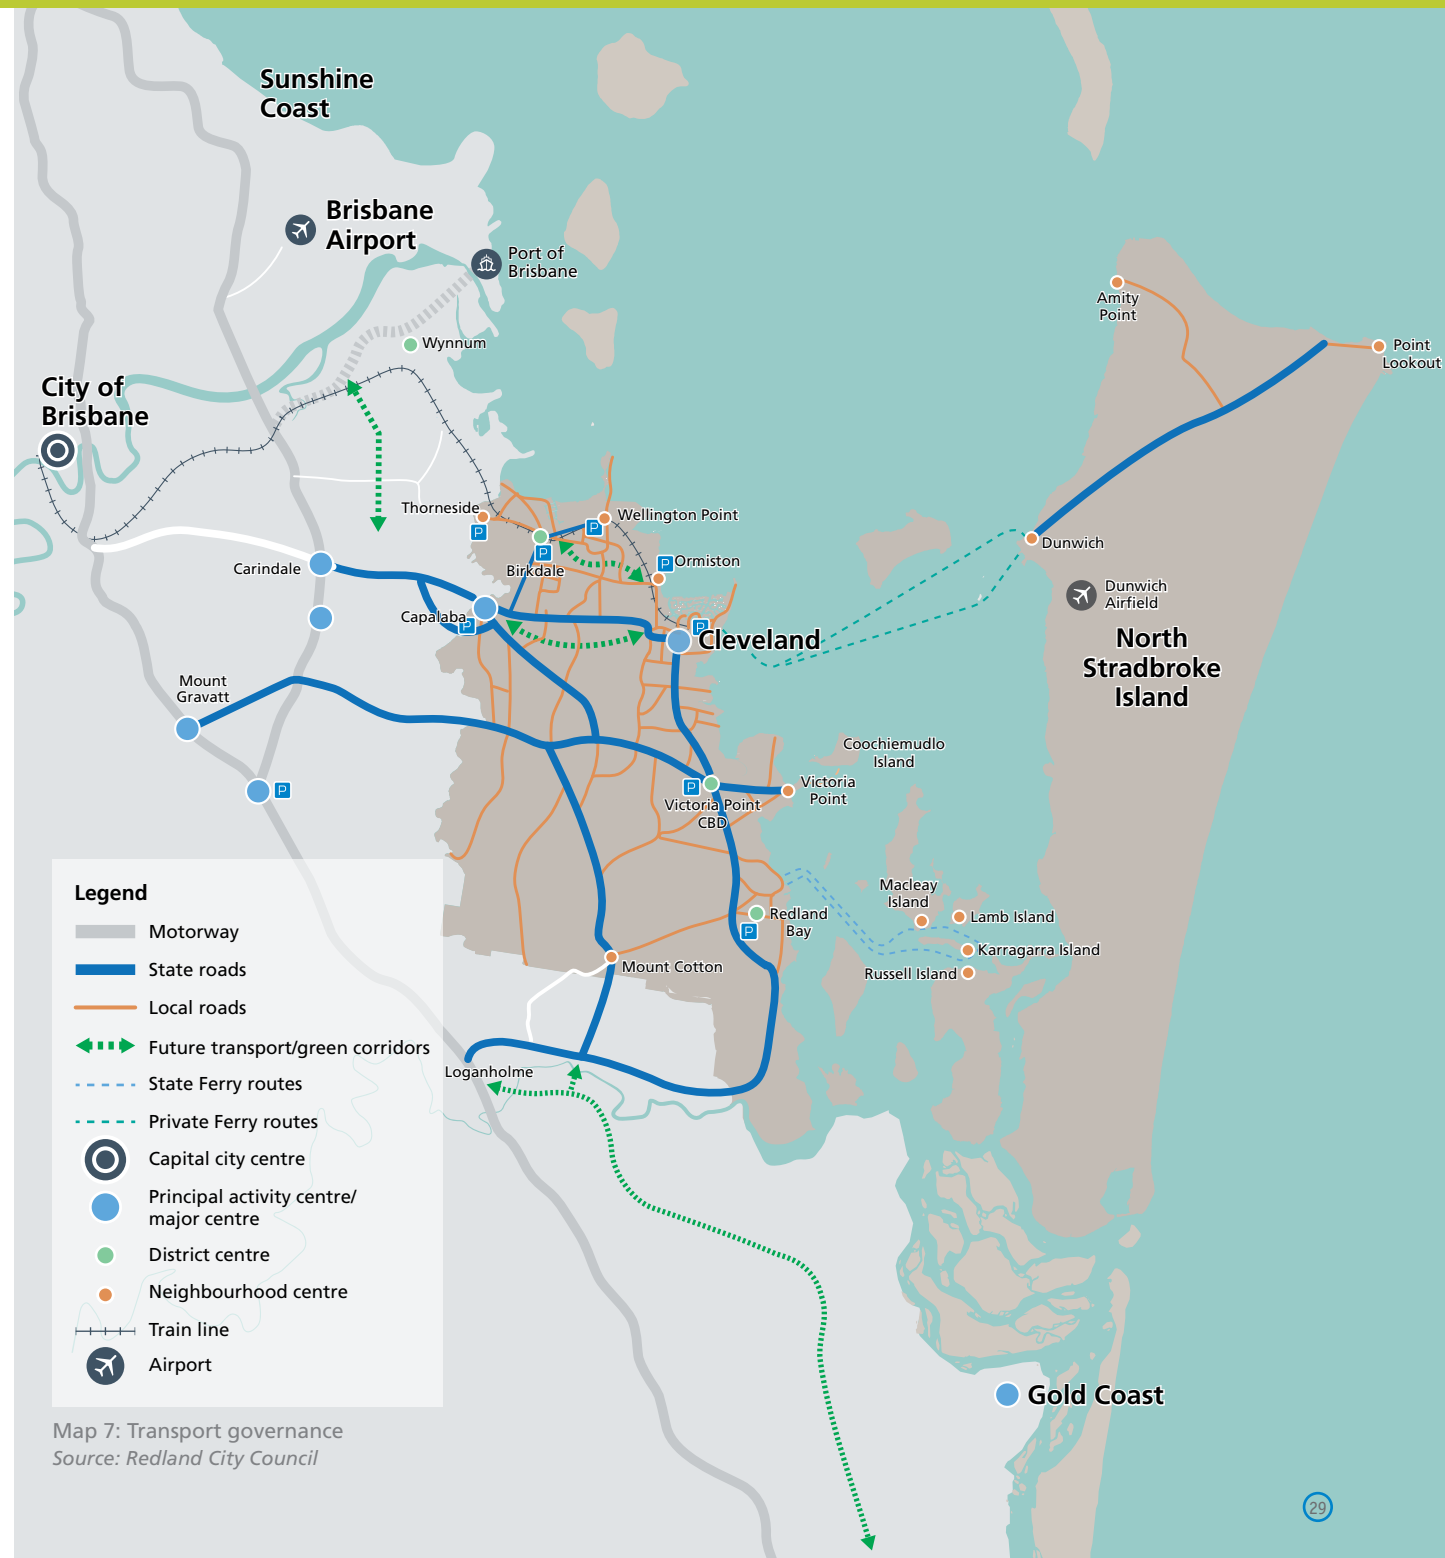 Sunshine
Coast
Brisbane
Airport
Port of
Brisbane
Wynnum
City of
Brisbane
Amity
Point
Point
Lookout
Thorneside
P
P
Wellington Point
P
Birkdale
P
Ormiston
Carindale
Capalaba
P
P
Cleveland
Dunwich
Dunwich
Airfield
North
Stradbroke
Island
Mount
Gravatt
P
Coochiemudlo
Island
P
Victoria Point
CBD
Victoria
Point
Macleay
Island
Lamb Island
Redland
Bay
P
Karragarra Island
Russell Island
Mount Cotton
Loganholme
Gold Coast
Legend
Motorway
State roads
Local roads
Future transport/green corridors
State Ferry routes
Private Ferry routes
Capital city centre
Principal activity centre/
major centre
District centre
Neighbourhood centre
Train line
Airport
Map 7: Transport governance
Source: Redland City Council
29